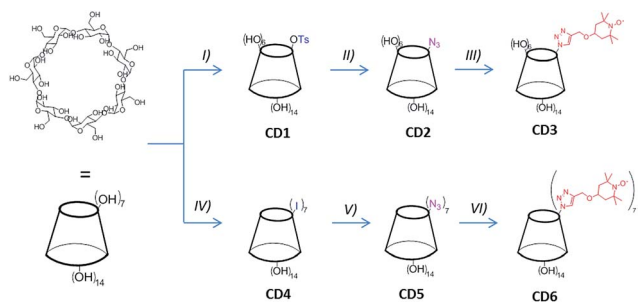 I)
II)
III)
(HO)6
OTs
(OH)14
CD1
(HO)6
N3
(OH)14
CD2
(HO)6
N
N
N
O
N
O•
(OH)14
CD3
=
(OH)7
(OH)14
IV)
V)
VI)
(I)7
(OH)14
CD4
(N3)7
(OH)14
CD5
N
N
N
O
N
O•
7
(OH)14
CD6